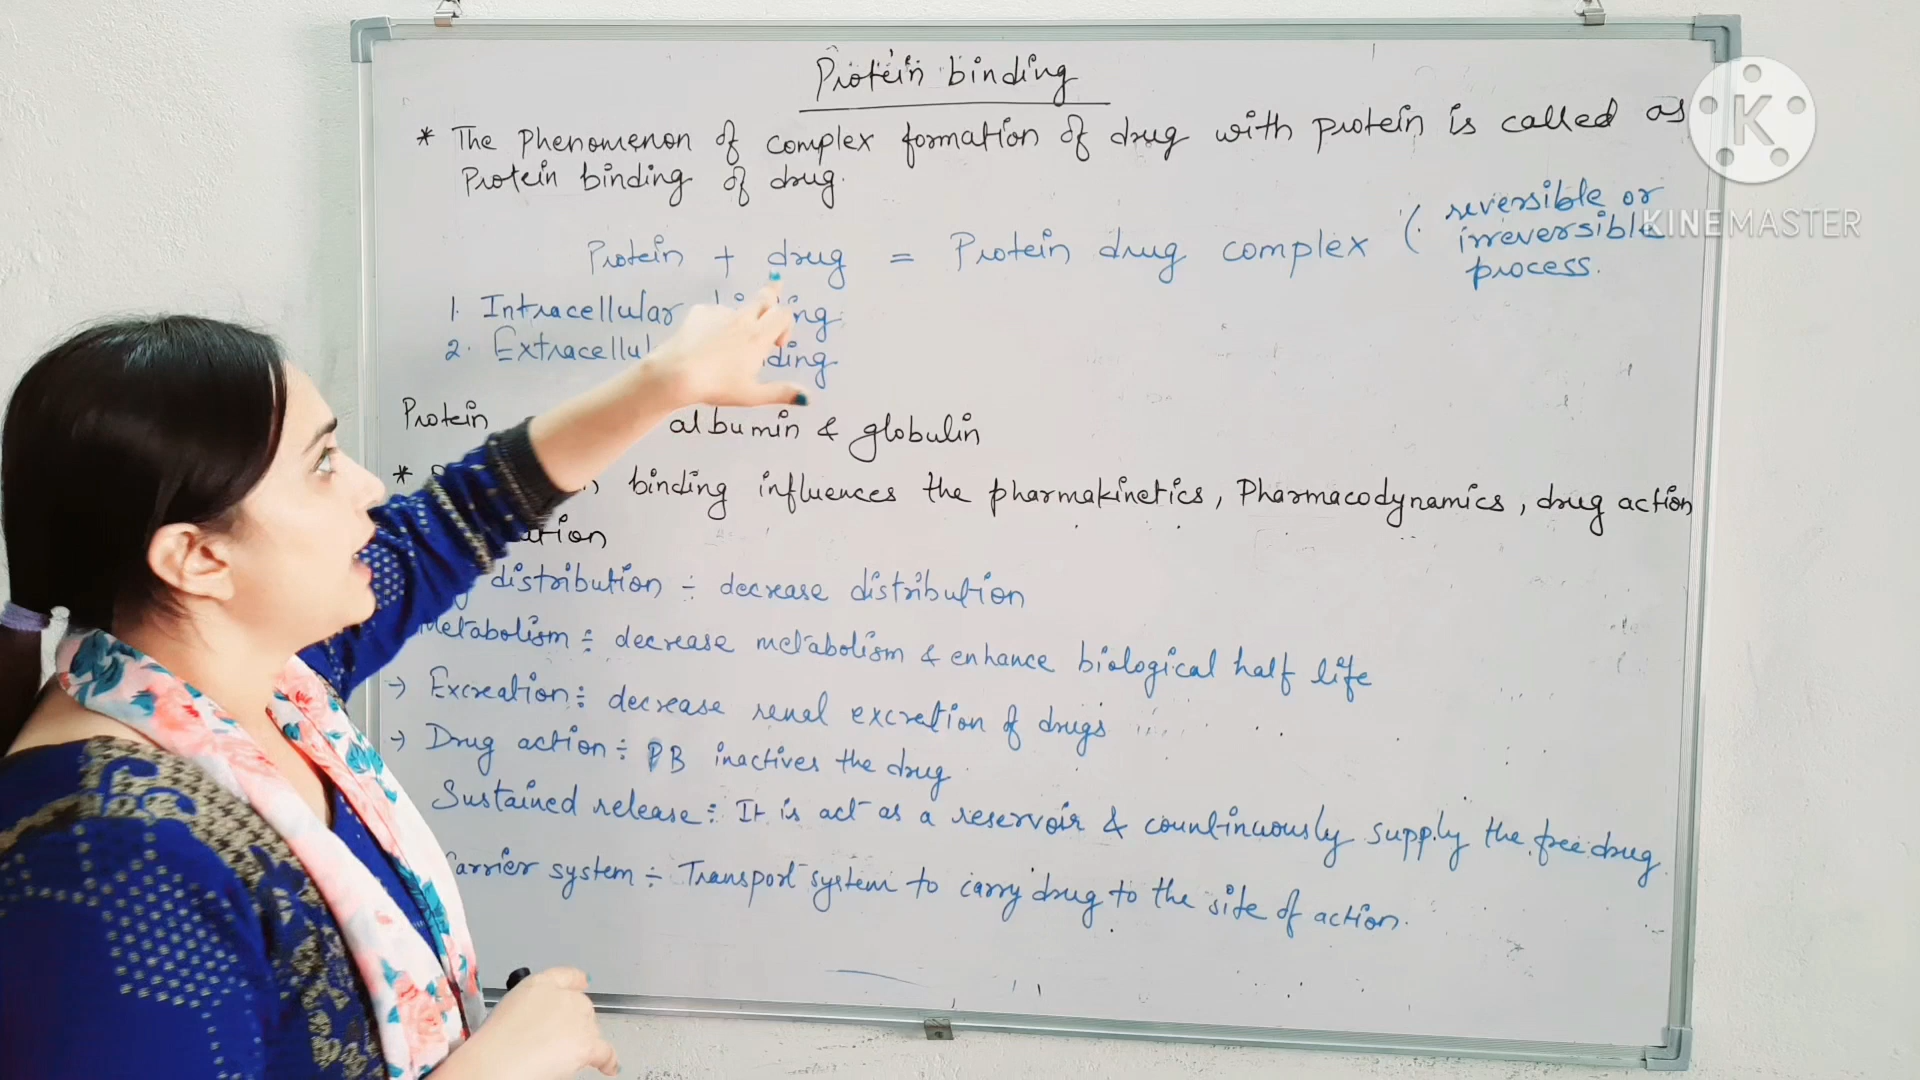 Protein binding
* The Phenomenon of complex formation of drug with protein is called as
Protein binding of drug.
Protein + drug = Protein drug complex ( reversible or
irreversible
process.
1. Intracellular
2. Extracellul
Protein albumin & globulin
* binding influences the pharmakinetics, Pharmacodynamics, drug action
distribution ÷ decrease distribution
Metabolism ÷ decrease metabolism & enhance biological half life
→ Excreation ÷ decrease renal excretion of drugs
→ Drug action ÷ PB inactives the drug
Sustained release ÷ It is act as a reservoir & countinuously supply the free drug
Carrier system ÷ Transport system to carry drug to the site of action.
K
KINEMASTER